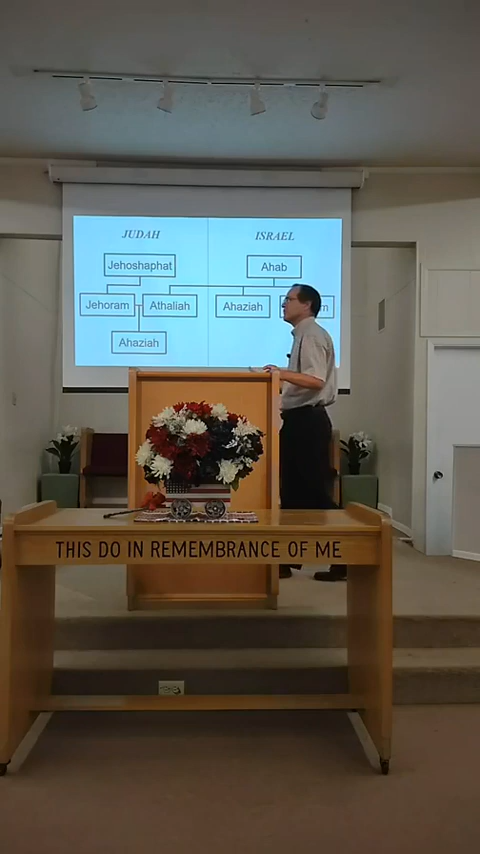 JUDAH
ISRAEL
Jehoshaphat
Ahab
Jehoram
Athaliah
Ahaziah
Ahaziah
THIS DO IN REMEMBRANCE OF ME